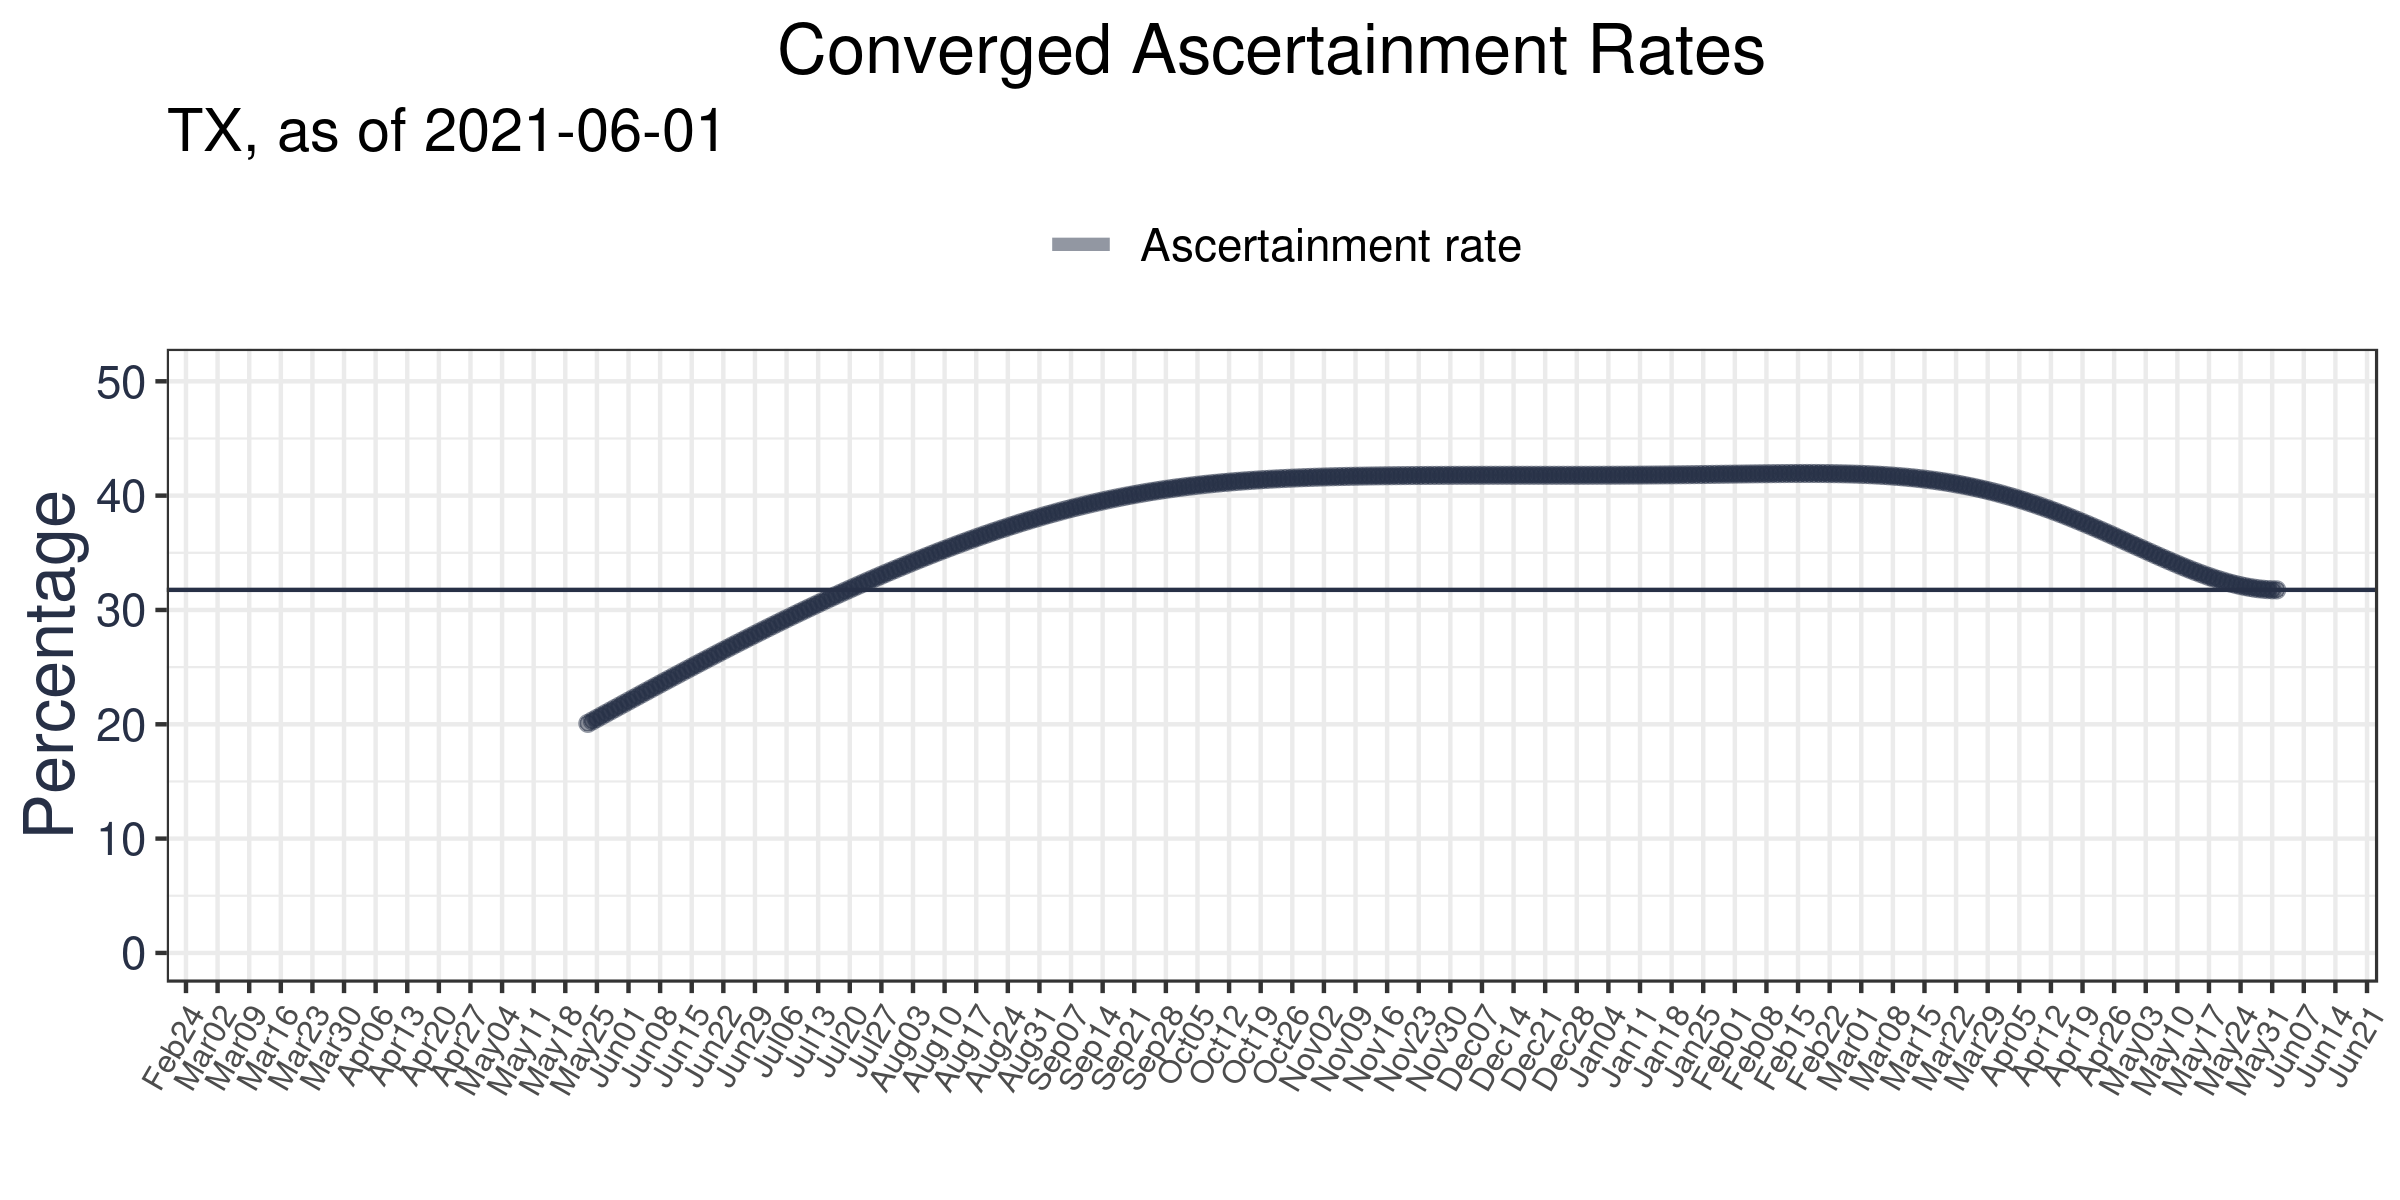 Converged Ascertainment Rates
TX, as of 2021-06-01
Ascertainment rate
Percentage
50
40
30
20
10
0
Feb24 Mar02 Mar09 Mar16 Mar23 Mar30 Apr06 Apr13 Apr20 Apr27 May04 May11 May18 May25 Jun01 Jun08 Jun15 Jun22 Jun29 Jul06 Jul13 Jul20 Jul27 Aug03 Aug10 Aug17 Aug24 Aug31 Sep07 Sep14 Sep21 Sep28 Oct05 Oct12 Oct19 Oct26 Nov02 Nov09 Nov16 Nov23 Nov30 Dec07 Dec14 Dec21 Dec28 Jan04 Jan11 Jan18 Jan25 Feb01 Feb08 Feb15 Feb22 Mar01 Mar08 Mar15 Mar22 Mar29 Apr05 Apr12 Apr19 Apr26 May03 May10 May17 May24 May31 Jun07 Jun14 Jun21